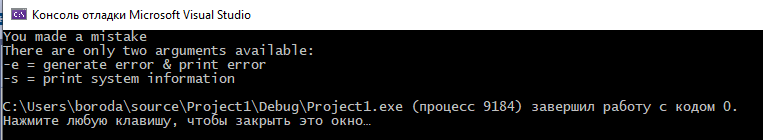 Консоль отладки Microsoft Visual Studio
You made a mistake
There are only two arguments available:
-e = generate error & print error
-s = print system information
C:\Users\boroda\source\Project1\Debug\Project1.exe (процесс 9184) завершил работу с кодом 0.
Нажмите любую клавишу, чтобы закрыть это окно…